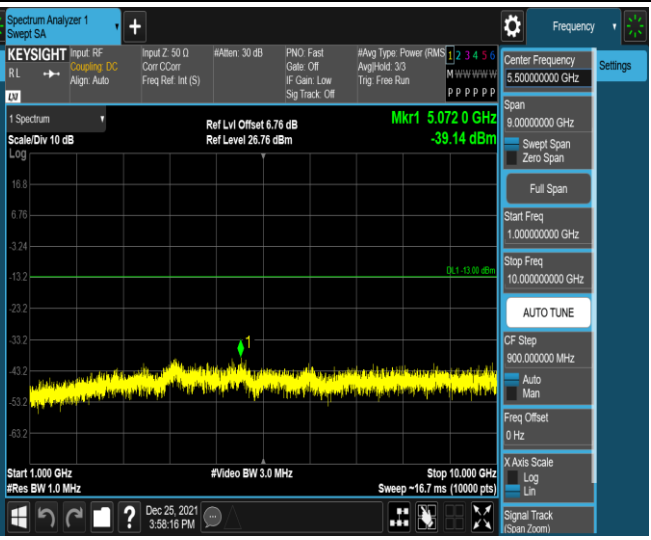 Spectrum Analyzer 1
Swept SA
+
Frequency
KEYSIGHT
RL
LXI
Input: RF
Coupling: DC
Align: Auto
Input Z: 50 Ω
Corr CCorr
Freq Ref: Int (S)
#Atten: 30 dB
PNO: Fast
Gate: Off
IF Gain: Low
Sig Track: Off
#Avg Type: Power (RMS
Avg|Hold: 3/3
Trig: Free Run
1 2 3 4 5 6
M W W W W W
P P P P P P
Settings
Center Frequency
5.500000000 GHz
Span
9.00000000 GHz
Swept Span
Zero Span
Full Span
Start Freq
1.000000000 GHz
Stop Freq
10.000000000 GHz
AUTO TUNE
CF Step
900.000000 MHz
Auto
Man
Freq Offset
0 Hz
X Axis Scale
Log
Lin
Signal Track
(Span Zoom)
1 Spectrum
Scale/Div 10 dB
Log
Ref Lvl Offset 6.76 dB
Ref Level 26.76 dBm
Mkr1 5.072 0 GHz
-39.14 dBm
16.8
6.76
-3.24
-13.2
-23.2
-33.2
-43.2
-53.2
-63.2
DL1 -13.00 dBm
1
Start 1.000 GHz
#Res BW 1.0 MHz
#Video BW 3.0 MHz
Stop 10.000 GHz
Sweep ~16.7 ms (10000 pts)
?
Dec 25, 2021
3:58:16 PM